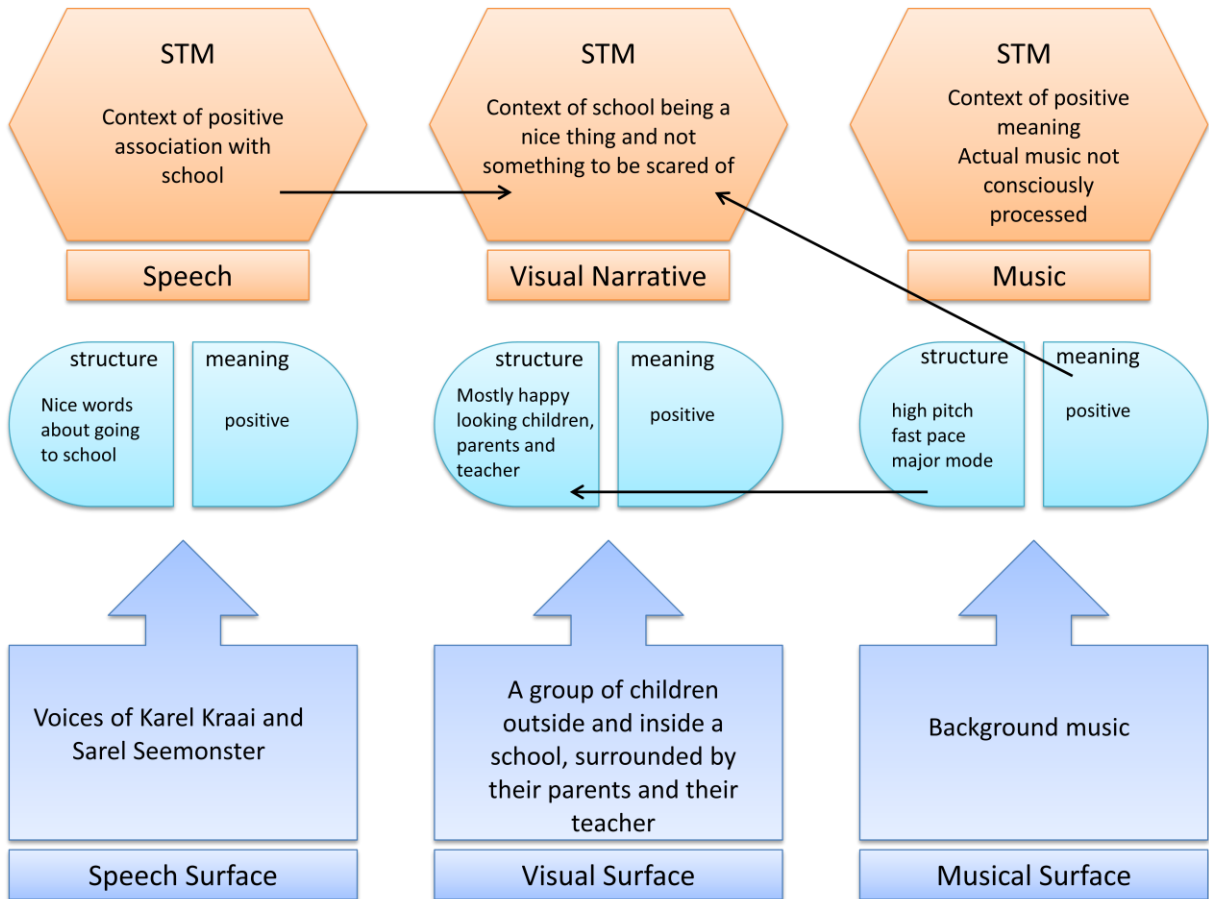 STM
Context of positive
association with
school
STM
Context of school being a
nice thing and not
something to be scared of
STM
Context of positive
meaning
Actual music not
consciously
processed
Speech
Visual Narrative
Music
structure
Nice words
about going
to school
meaning
positive
structure
Mostly happy
looking children,
parents and
teacher
meaning
positive
structure
high pitch
fast pace
major mode
meaning
positive
Voices of Karel Kraai and
Sarel Seemonster
A group of children
outside and inside a
school, surrounded by
their parents and their
teacher
Background music
Speech Surface
Visual Surface
Musical Surface